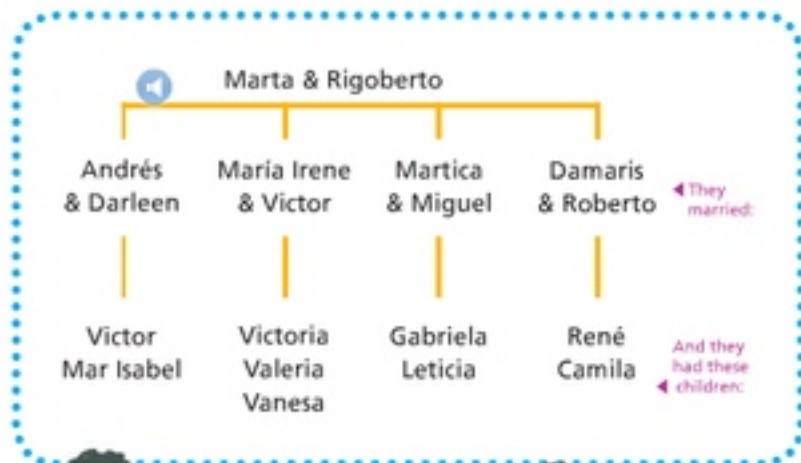 Marta & Rigoberto
Andrés
& Darleen
María Irene
& Victor
Martica
& Miguel
Damaris
& Roberto
They
married:
Victor
Mar Isabel
Victoria
Valeria
Vanesa
Gabriela
Leticia
René
Camila
And they
had these
children: